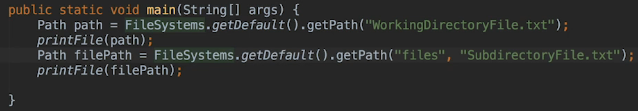 public static void main(String[] args) {
Path path = FileSystems.getDefault().getPath("WorkingDirectoryFile.txt");
printFile(path);
Path filePath = FileSystems.getDefault().getPath("files", "SubdirectoryFile.txt");
printFile(filePath);
}